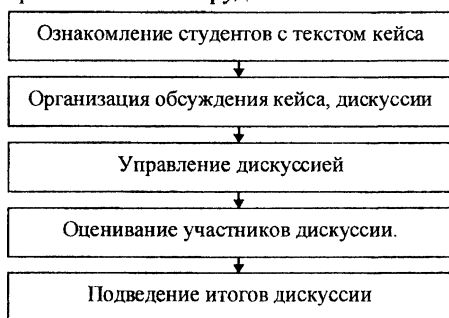 Ознакомление студентов с текстом кейса
Организация обсуждения кейса, дискуссии
Управление дискуссией
Оценивание участников дискуссии.
Подведение итогов дискуссии